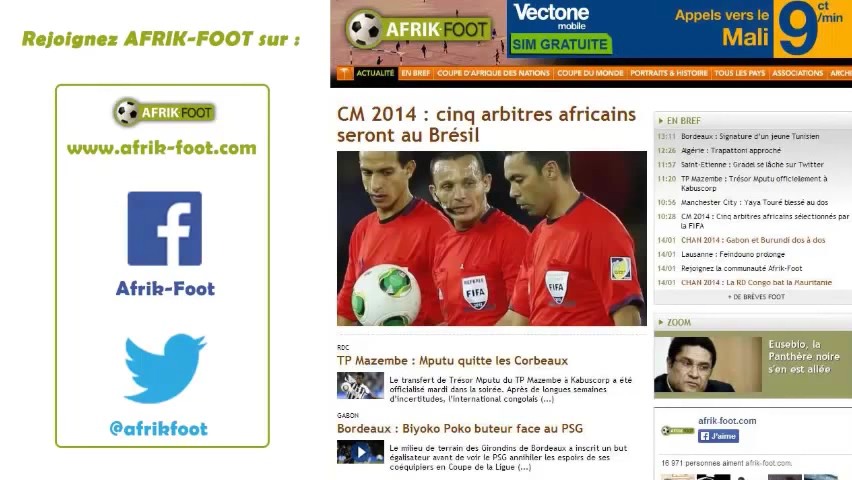 Rejoignez AFRIK-FOOT sur :
AFRIK-FOOT
www.afrik-foot.com
Afrik-Foot
@afrikfoot
AFRIK-FOOT
Vectone
mobile
SIM GRATUITE
Appels vers le
Mali
9 ct/min
ACTUALITÉ EN BREF COUPE D'AFRIQUE DES NATIONS COUPE DU MONDE PORTRAITS & HISTOIRE TOUS LES PAYS ASSOCIATIONS ARCHI
CM 2014 : cinq arbitres africains
seront au Brésil
FIFA
FIFA
RDC
TP Mazembe : Mputu quitte les Corbeaux
Le transfert de Trésor Mputu du TP Mazembe à Kabuscorp a été
officialisé mardi dans la soirée. Après de longues semaines
d'incertitudes, l'international congolais (...)
GABON
Bordeaux : Biyoko Poko buteur face au PSG
Le milieu de terrain des Girondins de Bordeaux a inscrit un but
égalisateur avant de voir le PSG annihiler les espoirs de ses
coéquipiers en Coupe de la Ligue (...)
EN BREF
13:11 Bordeaux : Signature d'un jeune Tunisien
12:26 Algérie : Trapattoni approché
11:57 Saint-Etienne : Gradel se lâche sur Twitter
11:20 TP Mazembe : Trésor Mputu officiellement à
Kabuscorp
10:56 Manchester City : Yaya Touré blessé au dos
10:28 CM 2014 : Cinq arbitres africains sélectionnés par
la FIFA
14/01 CHAN 2014 : Gabon et Burundi dos à dos
14/01 Lausanne : Feindouno prolonge
14/01 Rejoignez la communauté Afrik-Foot
14/01 CHAN 2014 : La RD Congo bat la Mauritanie
+ DE BRÈVES FOOT
ZOOM
Eusebio, la
Panthère noire
s'en est allée
afrik-foot.com
J'aime
16 971 personnes aiment afrik-foot.com.